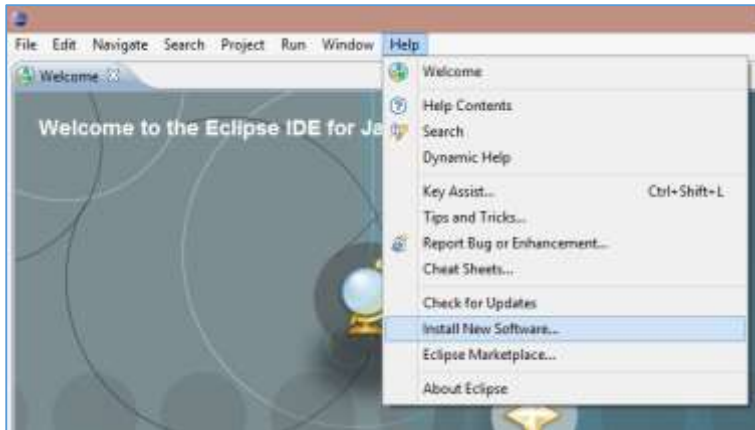 File Edit Navigate Search Project Run Window Help
Welcome
Welcome to the Eclipse IDE for Ja
Welcome
Help Contents
Search
Dynamic Help
Key Assist... Ctrl+Shift+L
Tips and Tricks...
Report Bug or Enhancement...
Cheat Sheets...
Check for Updates
Install New Software...
Eclipse Marketplace...
About Eclipse